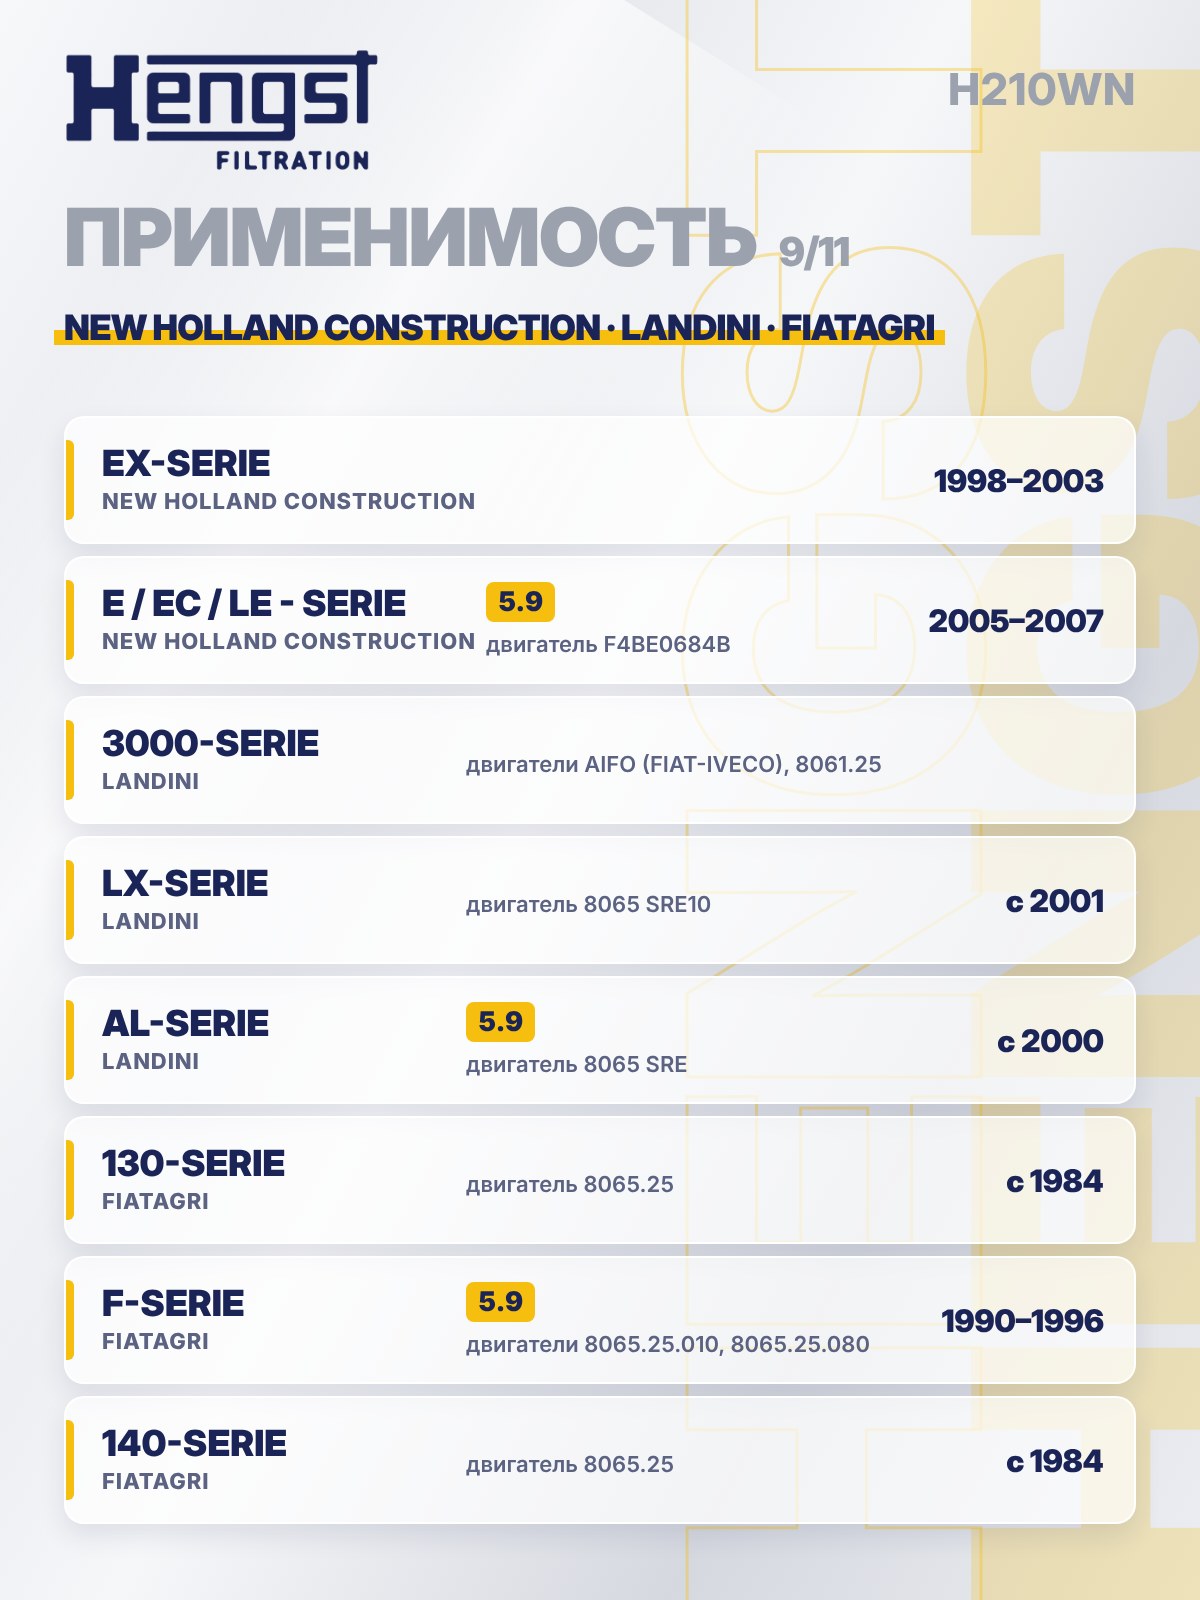 Hengst
FILTRATION
H210WN
ПРИМЕНИМОСТЬ 9/11
NEW HOLLAND CONSTRUCTION · LANDINI · FIATAGRI
EX-SERIE
NEW HOLLAND CONSTRUCTION
1998–2003
E / EC / LE - SERIE
NEW HOLLAND CONSTRUCTION
5.9
двигатель F4BE0684B
2005–2007
3000-SERIE
LANDINI
двигатели AIFO (FIAT-IVECO), 8061.25
LX-SERIE
LANDINI
двигатель 8065 SRE10
с 2001
AL-SERIE
LANDINI
5.9
двигатель 8065 SRE
с 2000
130-SERIE
FIATAGRI
двигатель 8065.25
с 1984
F-SERIE
FIATAGRI
5.9
двигатели 8065.25.010, 8065.25.080
1990–1996
140-SERIE
FIATAGRI
двигатель 8065.25
с 1984
HENGST
HENGST